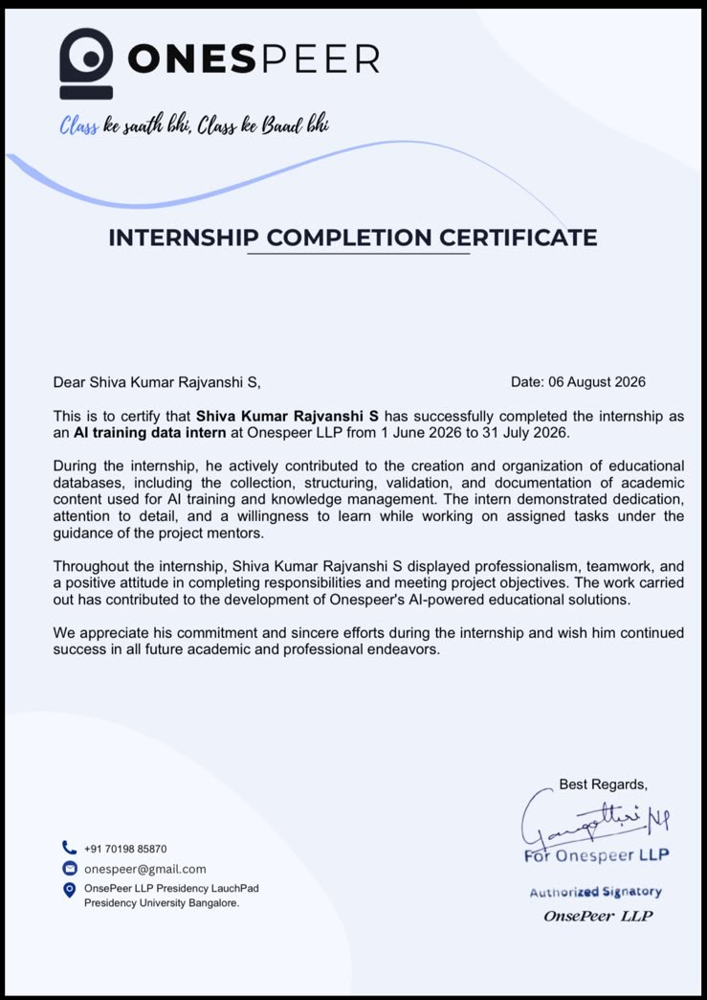 ONESPEER
Class ke saath bhi, Class ke Baad bhi
INTERNSHIP COMPLETION CERTIFICATE
Dear Shiva Kumar Rajvanshi S,
Date: 06 August 2026
This is to certify that Shiva Kumar Rajvanshi S has successfully completed the internship as
an AI training data intern at Onespeer LLP from 1 June 2026 to 31 July 2026.
During the internship, he actively contributed to the creation and organization of educational
databases, including the collection, structuring, validation, and documentation of academic
content used for AI training and knowledge management. The intern demonstrated dedication,
attention to detail, and a willingness to learn while working on assigned tasks under the
guidance of the project mentors.
Throughout the internship, Shiva Kumar Rajvanshi S displayed professionalism, teamwork, and
a positive attitude in completing responsibilities and meeting project objectives. The work carried
out has contributed to the development of Onespeer's AI-powered educational solutions.
We appreciate his commitment and sincere efforts during the internship and wish him continued
success in all future academic and professional endeavors.
Best Regards,
For Onespeer LLP
Authorized Signatory
OnsePeer LLP
+91 70198 85870
onespeer@gmail.com
OnsePeer LLP Presidency LauchPad
Presidency University Bangalore.